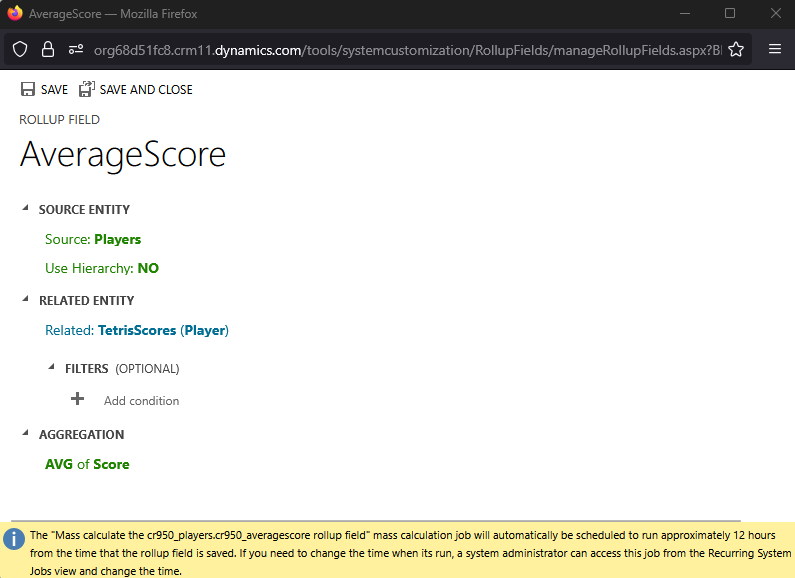 AverageScore — Mozilla Firefox
org68d51fc8.crm11.dynamics.com/tools/systemcustomization/RollupFields/manageRollupFields.aspx?B
SAVE SAVE AND CLOSE
ROLLUP FIELD
AverageScore
SOURCE ENTITY
Source: Players
Use Hierarchy: NO
RELATED ENTITY
Related: TetrisScores (Player)
FILTERS (OPTIONAL)
Add condition
AGGREGATION
AVG of Score
The "Mass calculate the cr950_players.cr950_averagescore rollup field" mass calculation job will automatically be scheduled to run approximately 12 hours
from the time that the rollup field is saved. If you need to change the time when its run, a system administrator can access this job from the Recurring System
Jobs view and change the time.